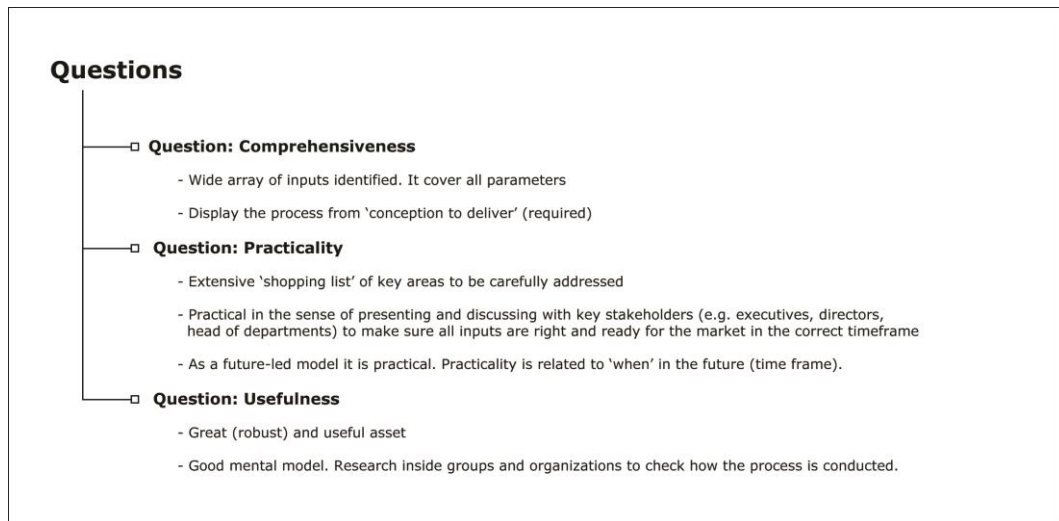 Questions
Question: Comprehensiveness
- Wide array of inputs identified. It cover all parameters
- Display the process from ‘conception to deliver’ (required)
Question: Practicality
- Extensive ‘shopping list’ of key areas to be carefully addressed
- Practical in the sense of presenting and discussing with key stakeholders (e.g. executives, directors,
head of departments) to make sure all inputs are right and ready for the market in the correct timeframe
- As a future-led model it is practical. Practicality is related to ‘when’ in the future (time frame).
Question: Usefulness
- Great (robust) and useful asset
- Good mental model. Research inside groups and organizations to check how the process is conducted.